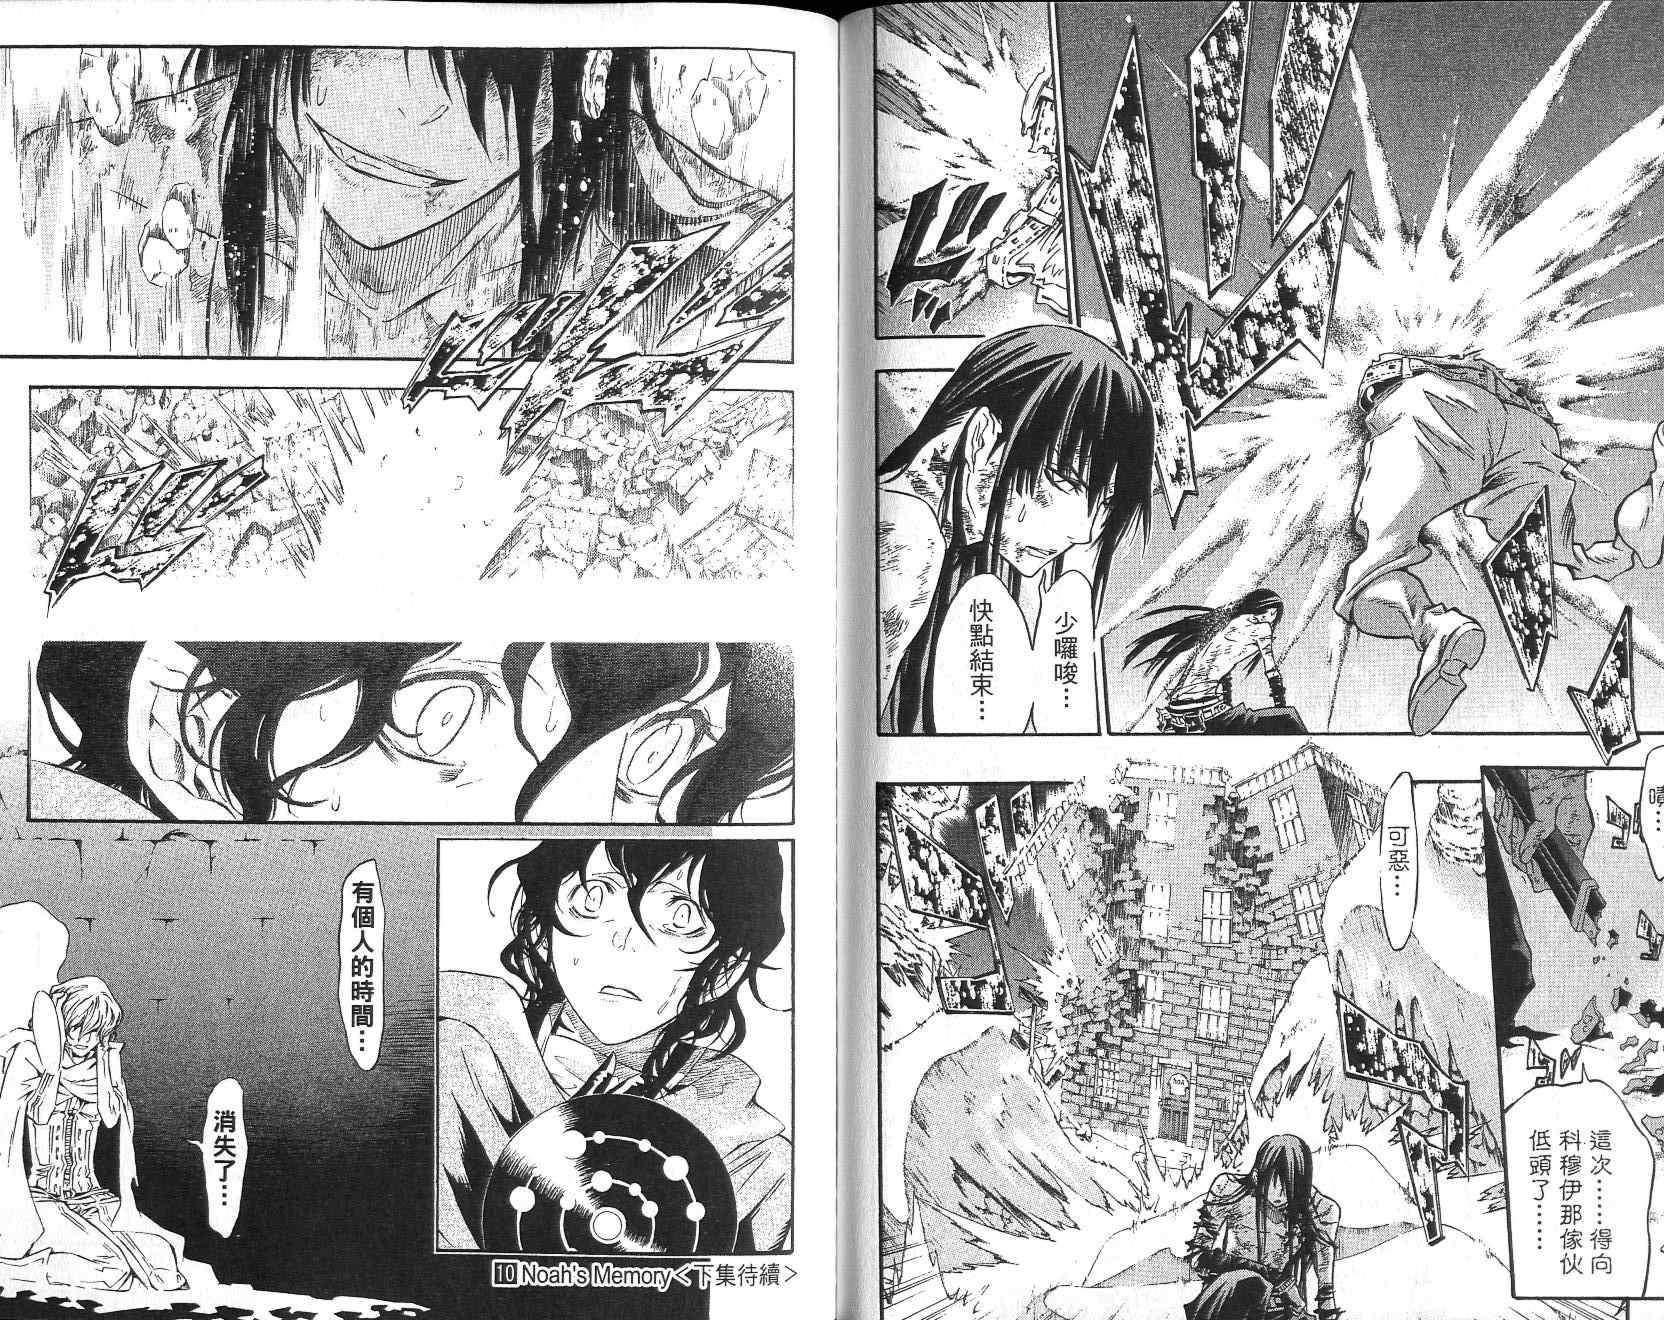 少囉唆…
快點結束…
嘖…
可惡…
這次……得向
科穆伊那傢伙
低頭了……
有個人的時間…
消失了…
10 Noah's Memory＜下集待續＞